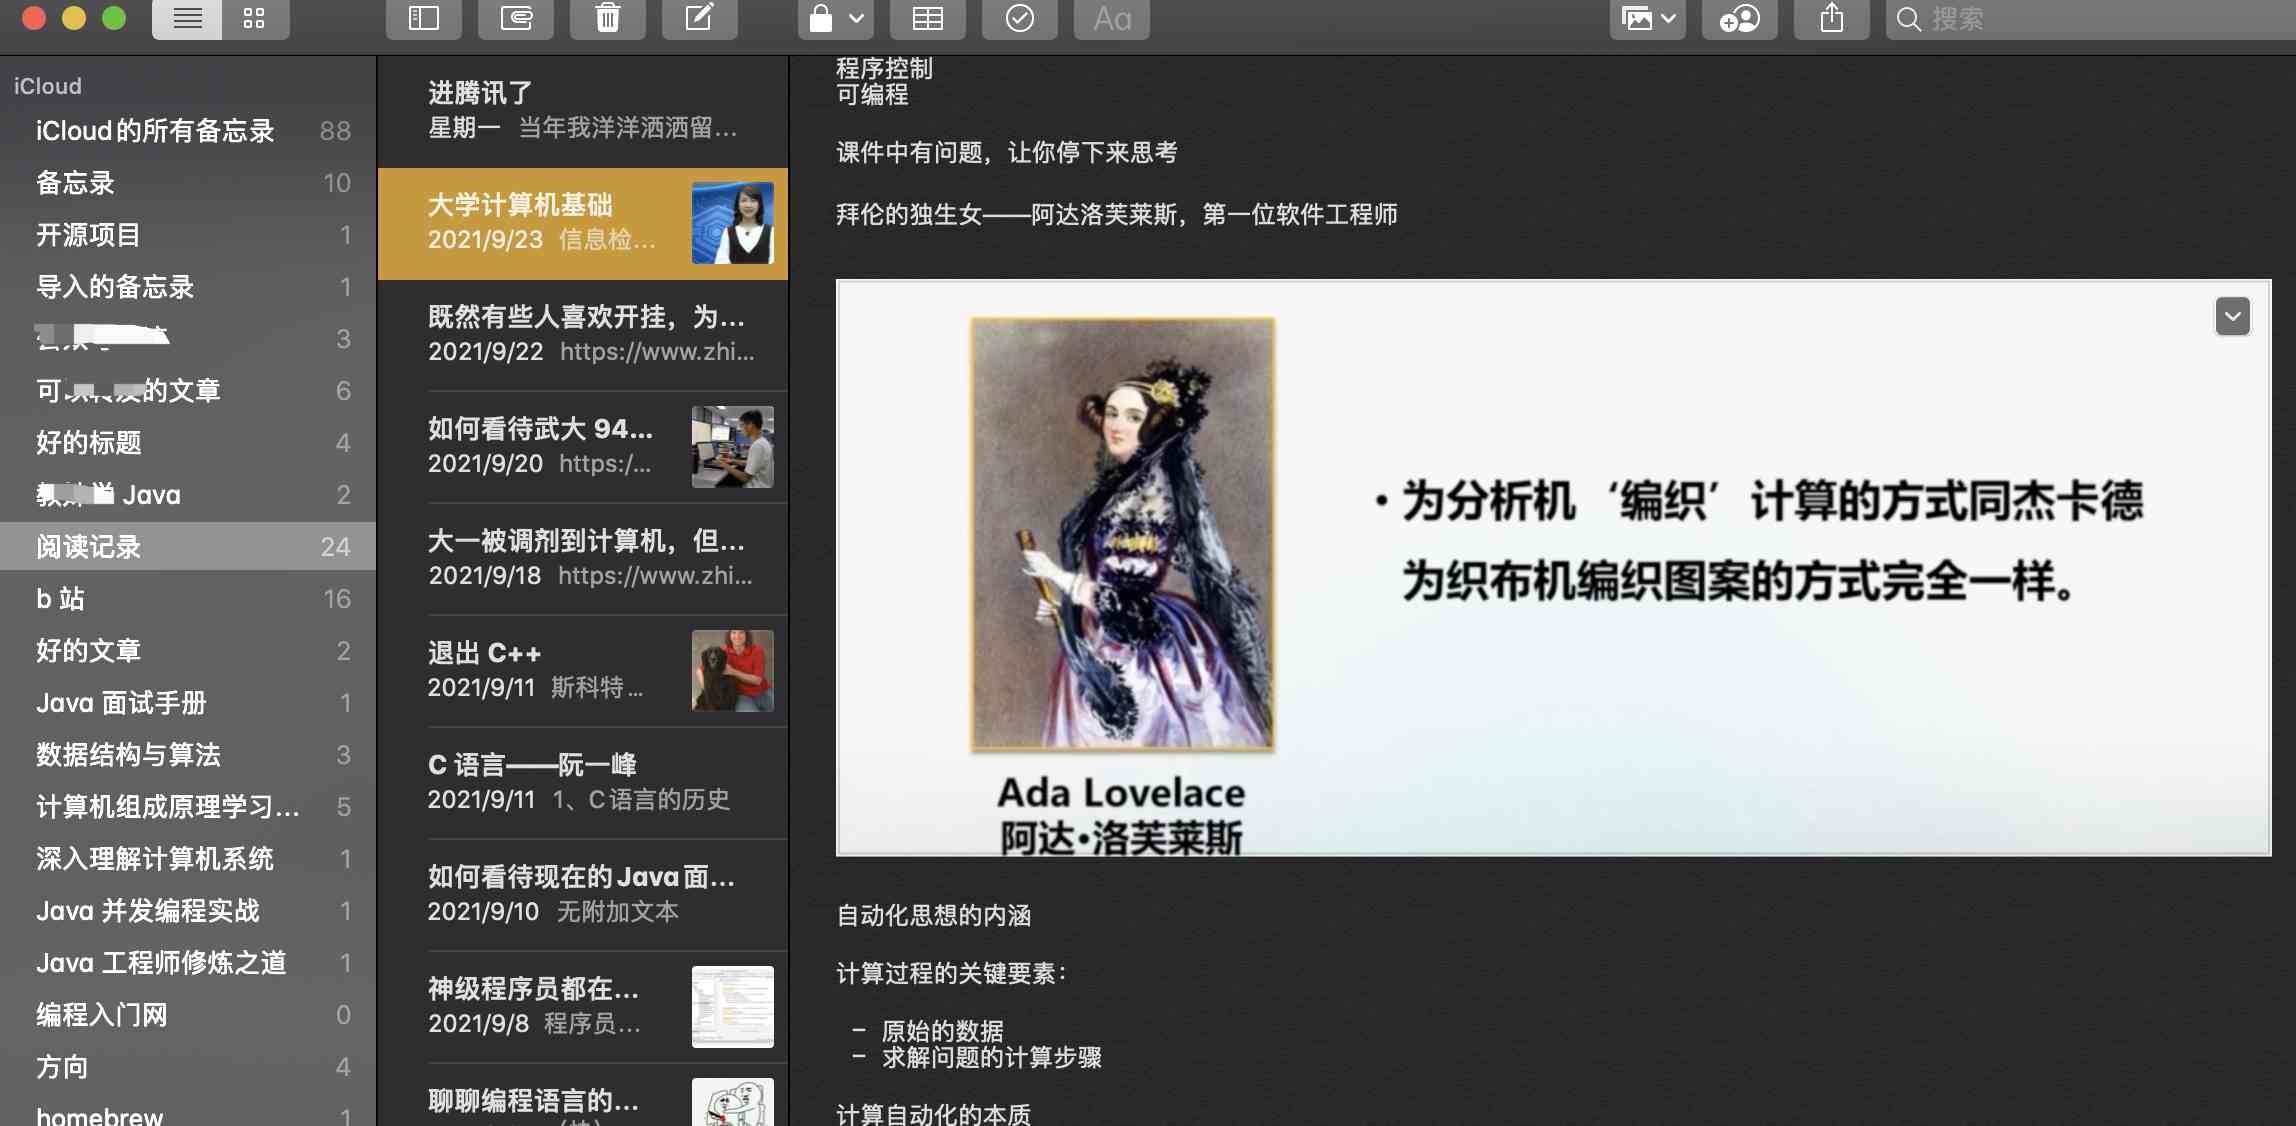 Aa
搜索
iCloud
iCloud的所有备忘录 88
备忘录 10
开源项目 1
导入的备忘录 1
3
可 的文章 6
好的标题 4
Java 2
阅读记录 24
b 站 16
好的文章 2
Java 面试手册 1
数据结构与算法 3
计算机组成原理学习... 5
深入理解计算机系统 1
Java 并发编程实战 1
Java 工程师修炼之道 1
编程入门网 0
方向 4
homebrew 1
进腾讯了
星期一 当年我洋洋洒洒留...
大学计算机基础
2021/9/23 信息检...
既然有些人喜欢开挂，为...
2021/9/22 https://www.zhi...
如何看待武大 94...
2021/9/20 https:/...
大一被调剂到计算机，但...
2021/9/18 https://www.zhi...
退出 C++
2021/9/11 斯科特...
C 语言——阮一峰
2021/9/11 1、C语言的历史
如何看待现在的Java面...
2021/9/10 无附加文本
神级程序员都在...
2021/9/8 程序员...
聊聊编程语言的...
程序控制
可编程
课件中有问题，让你停下来思考
拜伦的独生女——阿达洛芙莱斯，第一位软件工程师
• 为分析机‘编织’计算的方式同杰卡德
为织布机编织图案的方式完全一样。
Ada Lovelace
阿达•洛芙莱斯
自动化思想的内涵
计算过程的关键要素：
– 原始的数据
– 求解问题的计算步骤
计算自动化的本质